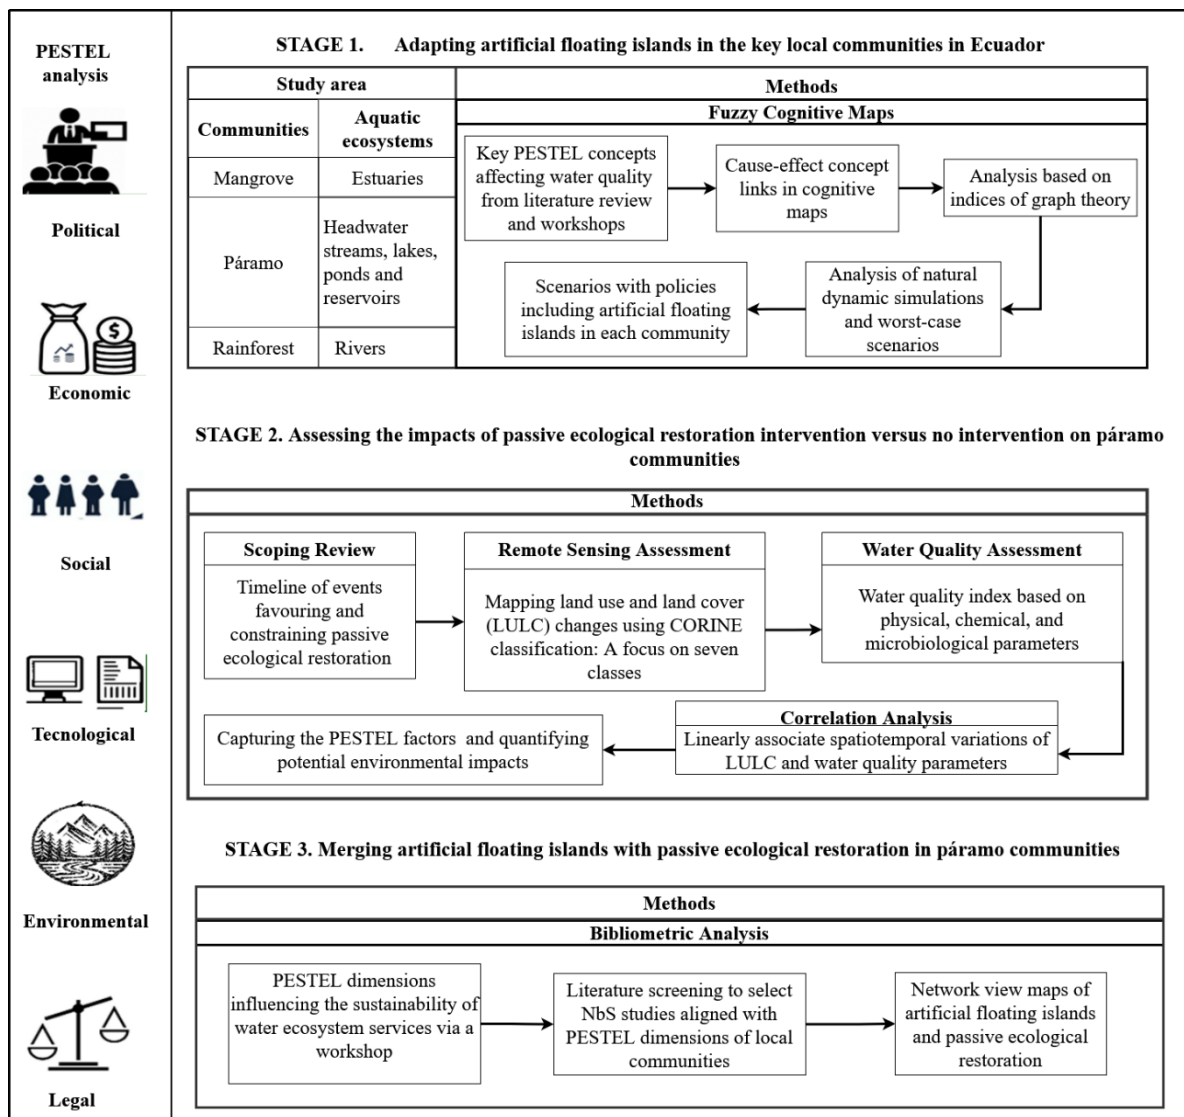 PESTEL
analysis
Political
Economic
Social
Tecnological
Environmental
Legal
STAGE 1. Adapting artificial floating islands in the key local communities in Ecuador
Study area
Communities
Aquatic
ecosystems
Mangrove
Estuaries
Páramo
Headwater
streams, lakes,
ponds and
reservoirs
Rainforest
Rivers
Methods
Fuzzy Cognitive Maps
Key PESTEL concepts
affecting water quality
from literature review
and workshops
Cause-effect concept
links in cognitive
maps
Analysis based on
indices of graph theory
Analysis of natural
dynamic simulations
and worst-case
scenarios
Scenarios with policies
including artificial floating
islands in each community
STAGE 2. Assessing the impacts of passive ecological restoration intervention versus no intervention on páramo
communities
Methods
Scoping Review
Timeline of events
favouring and
constraining passive
ecological restoration
Remote Sensing Assessment
Mapping land use and land cover
(LULC) changes using CORINE
classification: A focus on seven
classes
Water Quality Assessment
Water quality index based on
physical, chemical, and
microbiological parameters
Correlation Analysis
Linearly associate spatiotemporal variations of
LULC and water quality parameters
Capturing the PESTEL factors and quantifying
potential environmental impacts
STAGE 3. Merging artificial floating islands with passive ecological restoration in páramo communities
Methods
Bibliometric Analysis
PESTEL dimensions
influencing the sustainability of
water ecosystem services via a
workshop
Literature screening to select
NbS studies aligned with
PESTEL dimensions of local
communities
Network view maps of
artificial floating islands
and passive ecological
restoration